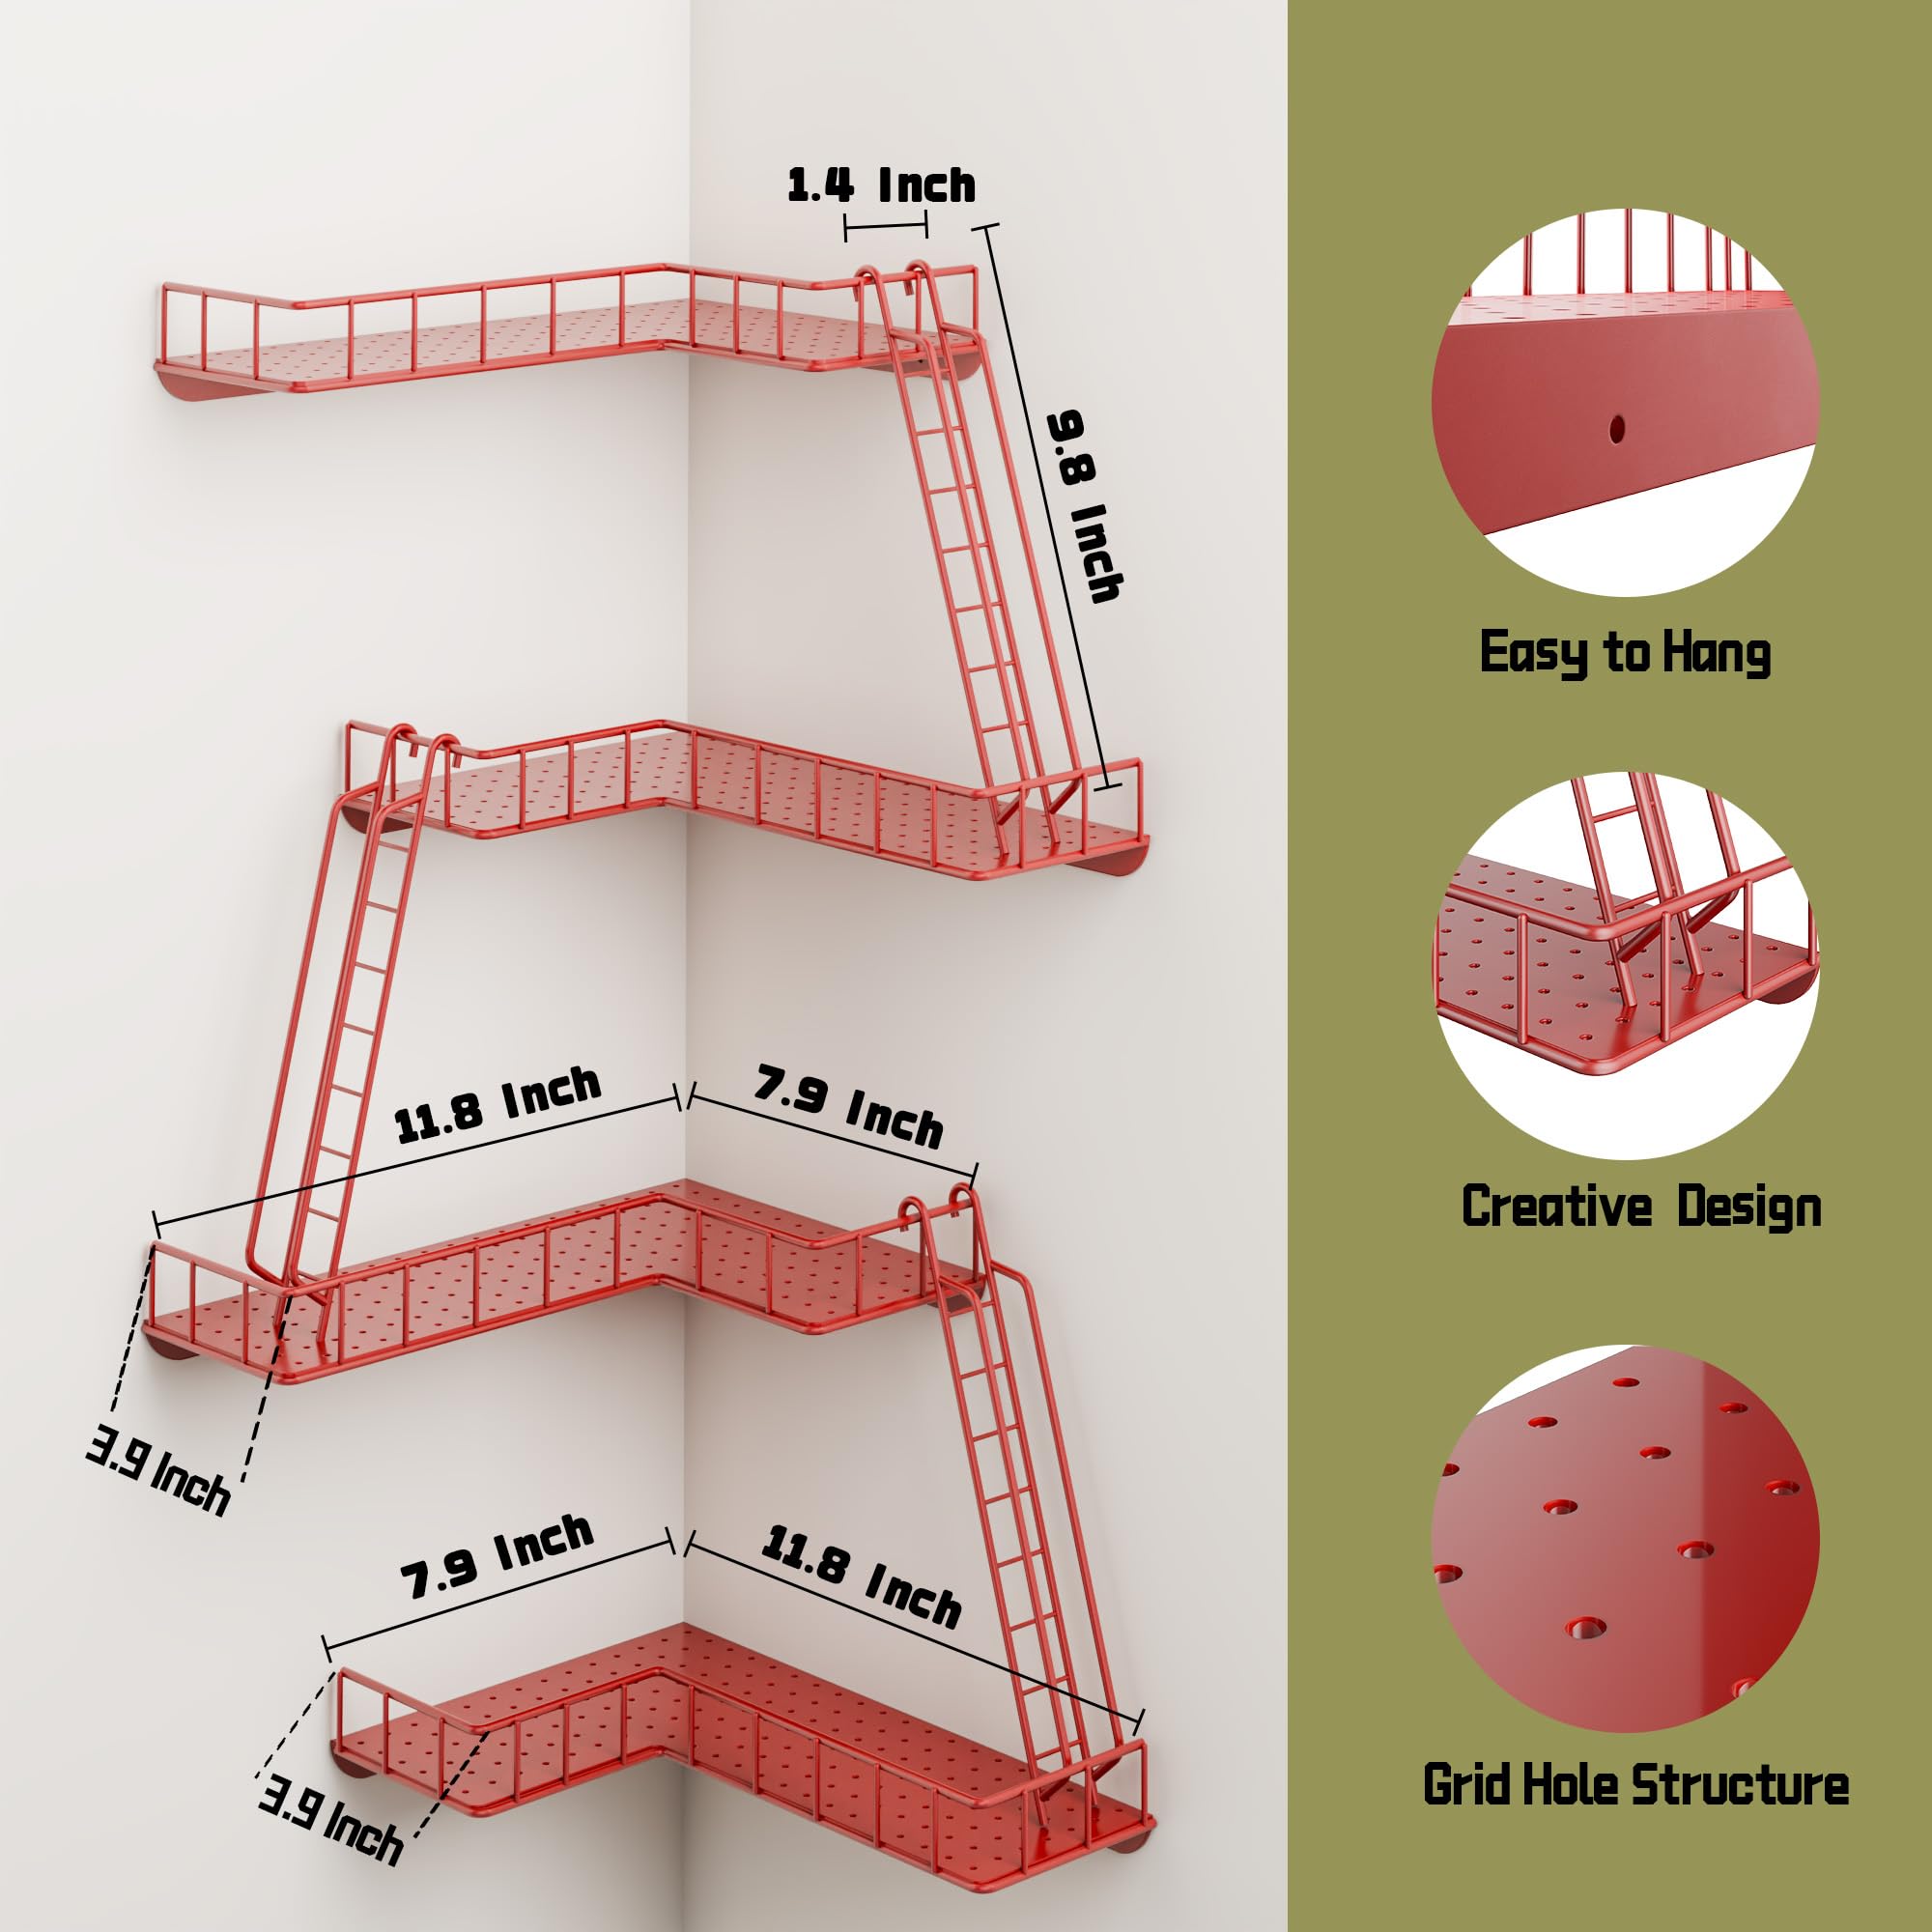 1.4 Inch
9.8 Inch
11.8 Inch
7.9 Inch
3.9 Inch
7.9 Inch
11.8 Inch
3.9 Inch
Easy to Hang
Creative Design
Grid Hole Structure